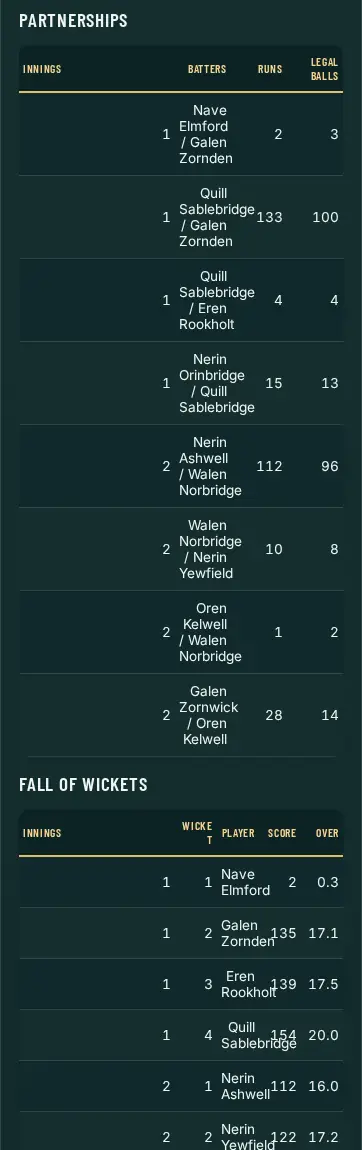 PARTNERSHIPS
INNINGS BATTERS RUNS LEGAL BALLS
1 Nave Elmford / Galen Zornden 2 3
1 Quill Sablebridge / Galen Zornden 133 100
1 Quill Sablebridge / Eren Rookholt 4 4
1 Nerin Orinbridge / Quill Sablebridge 15 13
2 Nerin Ashwell / Walen Norbridge 112 96
2 Walen Norbridge / Nerin Yewfield 10 8
2 Oren Kelwell / Walen Norbridge 1 2
2 Galen Zornwick / Oren Kelwell 28 14
FALL OF WICKETS
INNINGS WICKET PLAYER SCORE OVER
1 1 Nave Elmford 2 0.3
1 2 Galen Zornden 135 17.1
1 3 Eren Rookholt 139 17.5
1 4 Quill Sablebridge 154 20.0
2 1 Nerin Ashwell 112 16.0
2 2 Nerin Yewfield 122 17.2